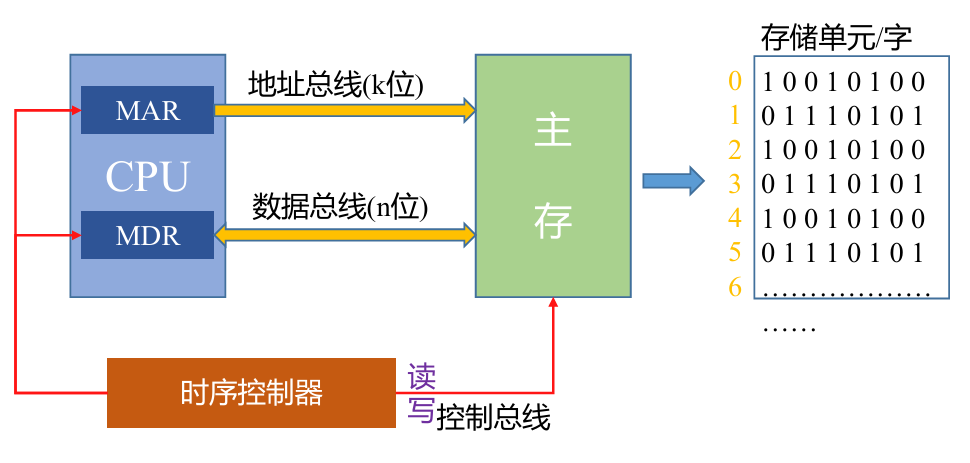 存储单元/字
地址总线(k位)
MAR
CPU
数据总线(n位)
MDR
主
存
0 1 0 0 1 0 1 0 0
1 0 1 1 1 0 1 0 1
2 1 0 0 1 0 1 0 0
3 0 1 1 1 0 1 0 1
4 1 0 0 1 0 1 0 0
5 0 1 1 1 0 1 0 1
6 ..................
......
时序控制器
读
写
控制总线